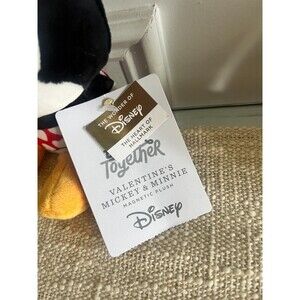 THE WONDER OF
Disney
THE HEART OF
HALLMARK
Together
VALENTINE'S
MICKEY & MINNIE
MAGNETIC PLUSH
Disney